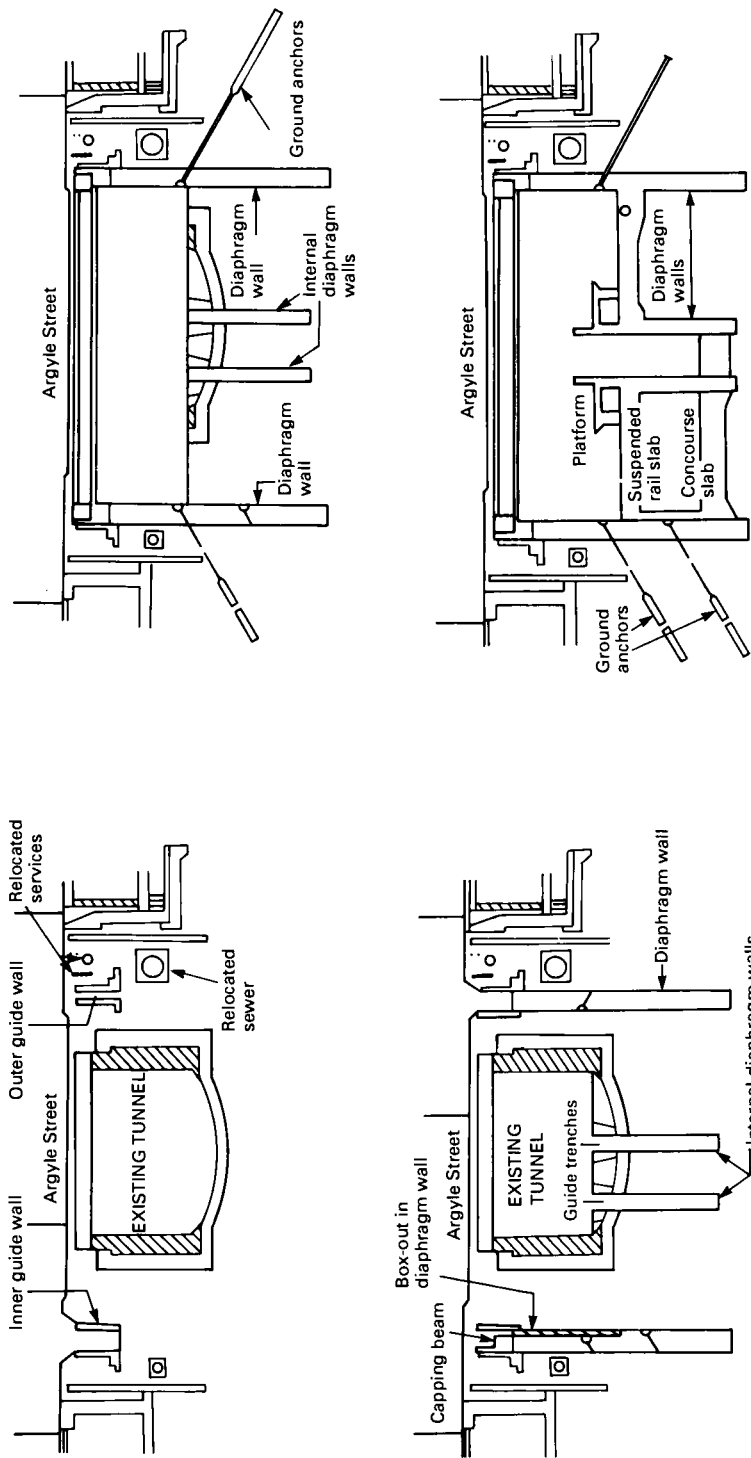 Inner guide wall
Argyle Street
Outer guide wall
Relocated
services
EXISTING TUNNEL
Relocated
sewer
Argyle Street
Diaphragm
wall
Diaphragm
wall
Internal
diaphragm
walls
Ground anchors
Capping beam
Box-out in
diaphragm wall
Argyle Street
EXISTING
TUNNEL
Guide trenches
Diaphragm wall
Internal diaphragm walls
Argyle Street
Platform
Suspended
rail slab
Concourse
slab
Diaphragm
walls
Ground
anchors